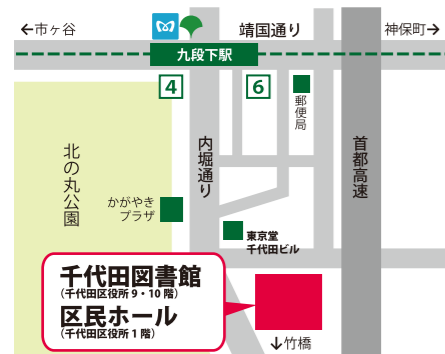 ←市ヶ谷
靖国通り
神保町→
九段下駅
4
6
郵便局
北の丸公園
内堀通り
首都高速
かがやき
プラザ
東京堂
千代田ビル
千代田図書館
(千代田区役所 9・10 階)
区民ホール
(千代田区役所 1 階)
↓竹橋